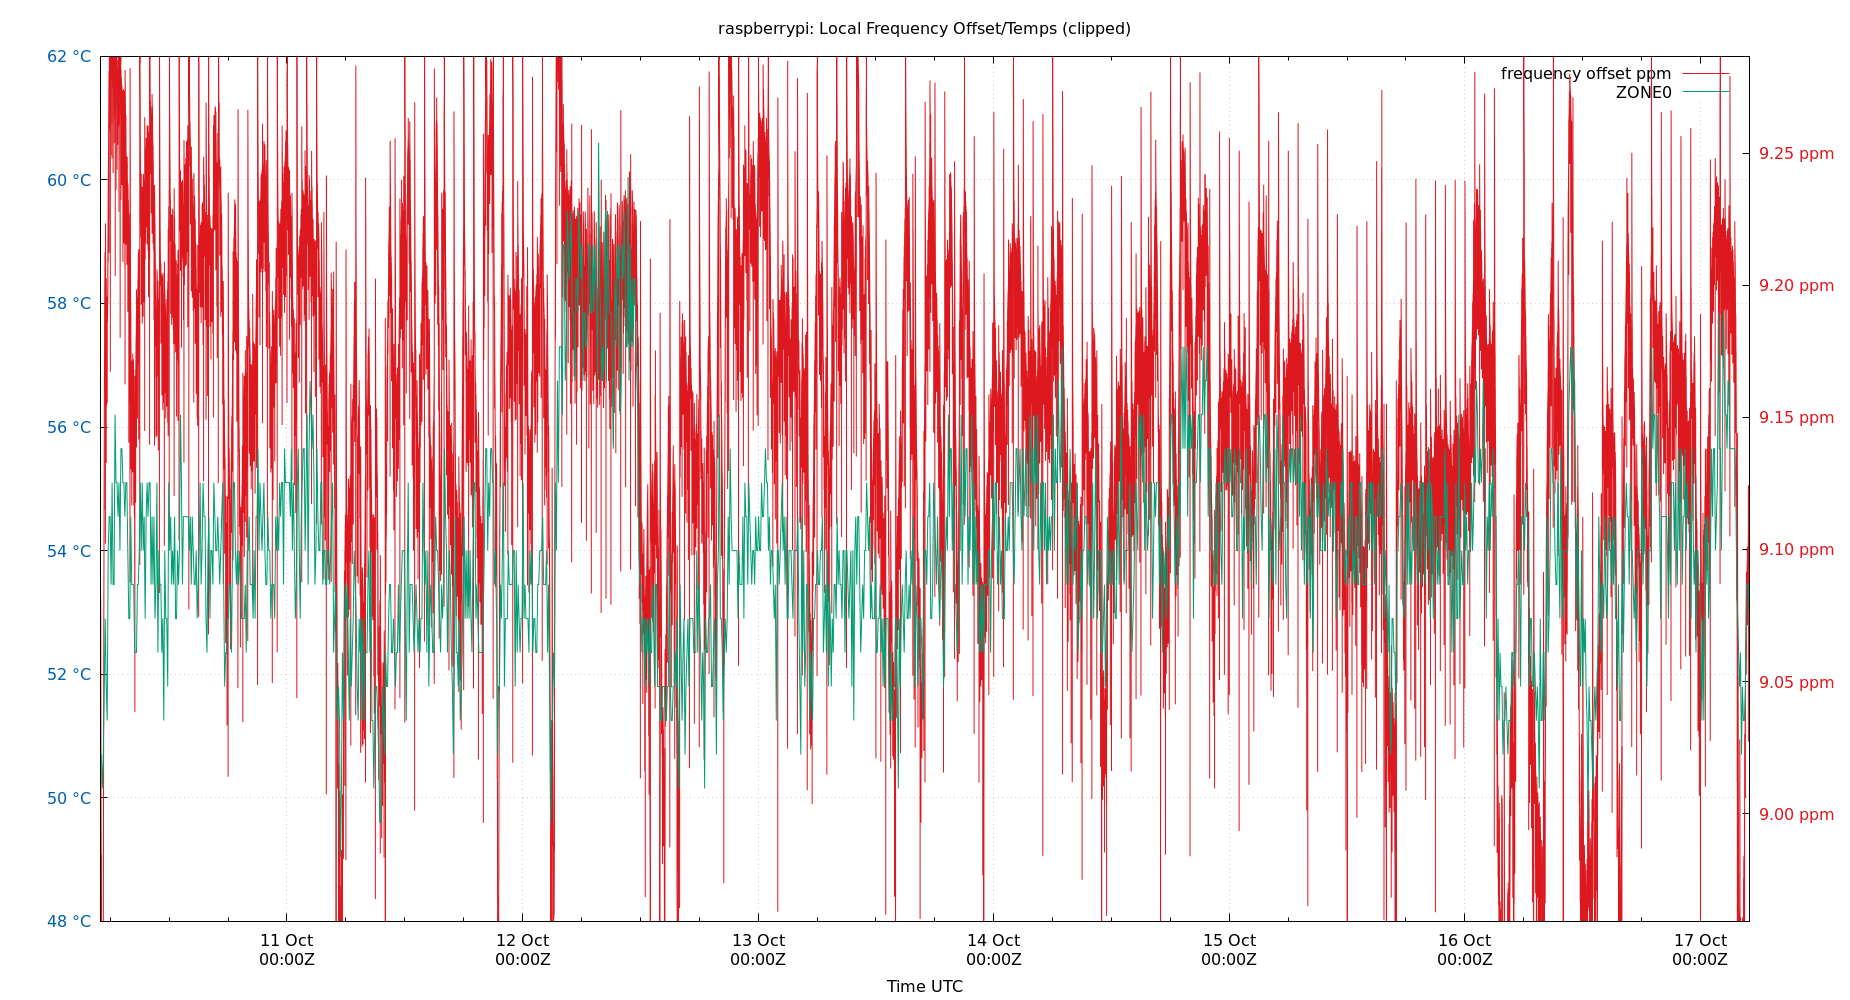 raspberrypi: Local Frequency Offset/Temps (clipped)
62 °C
60 °C
58 °C
56 °C
54 °C
52 °C
50 °C
48 °C
frequency offset ppm
ZONE0
9.25 ppm
9.20 ppm
9.15 ppm
9.10 ppm
9.05 ppm
9.00 ppm
11 Oct
00:00Z
12 Oct
00:00Z
13 Oct
00:00Z
14 Oct
00:00Z
15 Oct
00:00Z
16 Oct
00:00Z
17 Oct
00:00Z
Time UTC